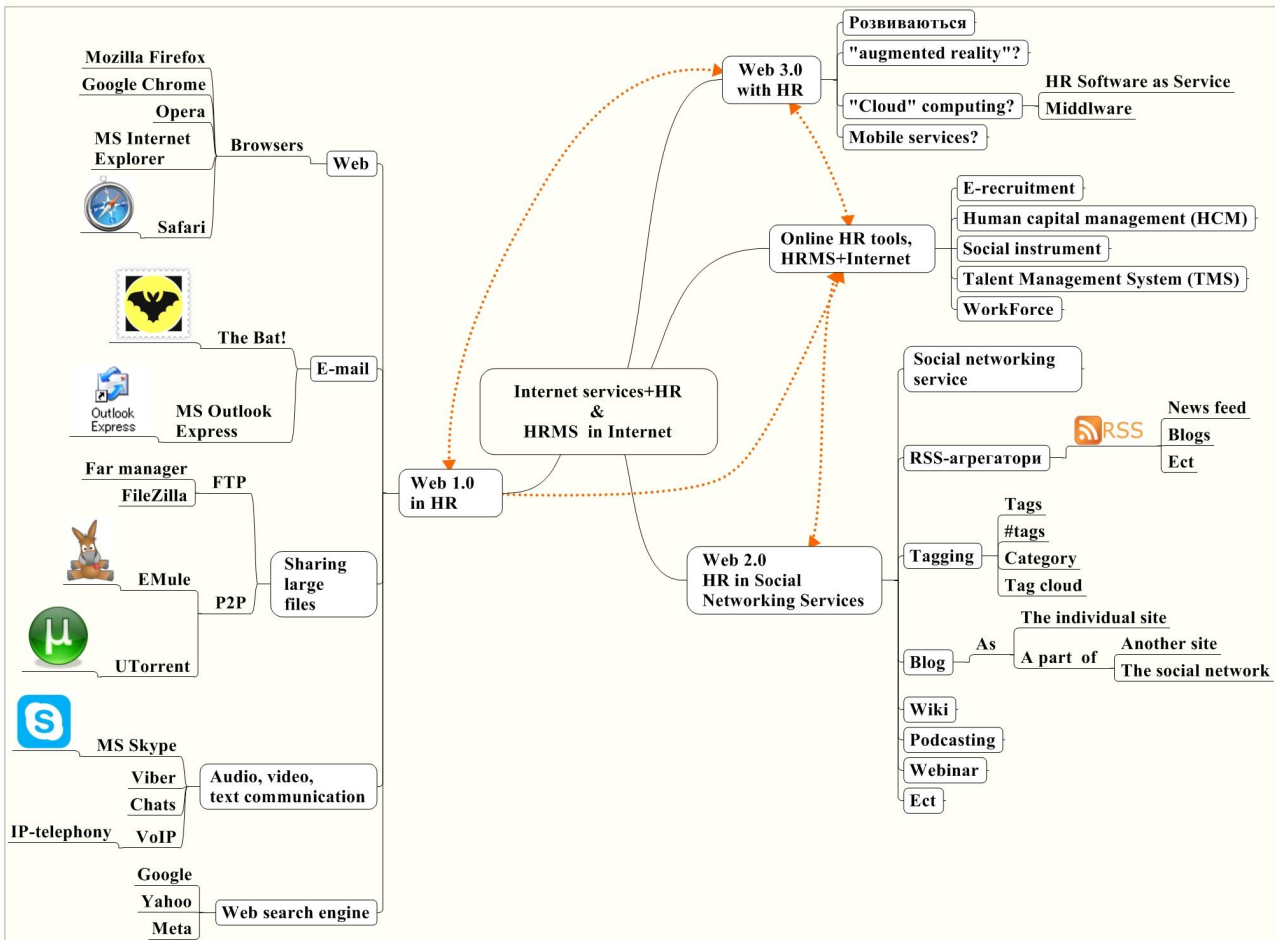 Mozilla Firefox
Google Chrome
Opera
MS Internet
Explorer
Safari
Browsers
Web
The Bat!
Outlook
Express
MS Outlook
Express
E-mail
Far manager
FileZilla
FTP
EMule
µ
UTorrent
P2P
Sharing
large
files
S
MS Skype
Viber
Chats
IP-telephony
VoIP
Audio, video,
text communication
Google
Yahoo
Meta
Web search engine
Web 1.0
in HR
Internet services+HR
&
HRMS in Internet
Web 3.0
with HR
Розвиваються
"augmented reality"?
"Cloud" computing?
HR Software as Service
Middlware
Mobile services?
Online HR tools,
HRMS+Internet
E-recruitment
Human capital management (HCM)
Social instrument
Talent Management System (TMS)
WorkForce
Web 2.0
HR in Social
Networking Services
Social networking
service
RSS-агрегатори
RSS
News feed
Blogs
Ect
Tagging
Tags
#tags
Category
Tag cloud
Blog
As
The individual site
A part of
Another site
The social network
Wiki
Podcasting
Webinar
Ect